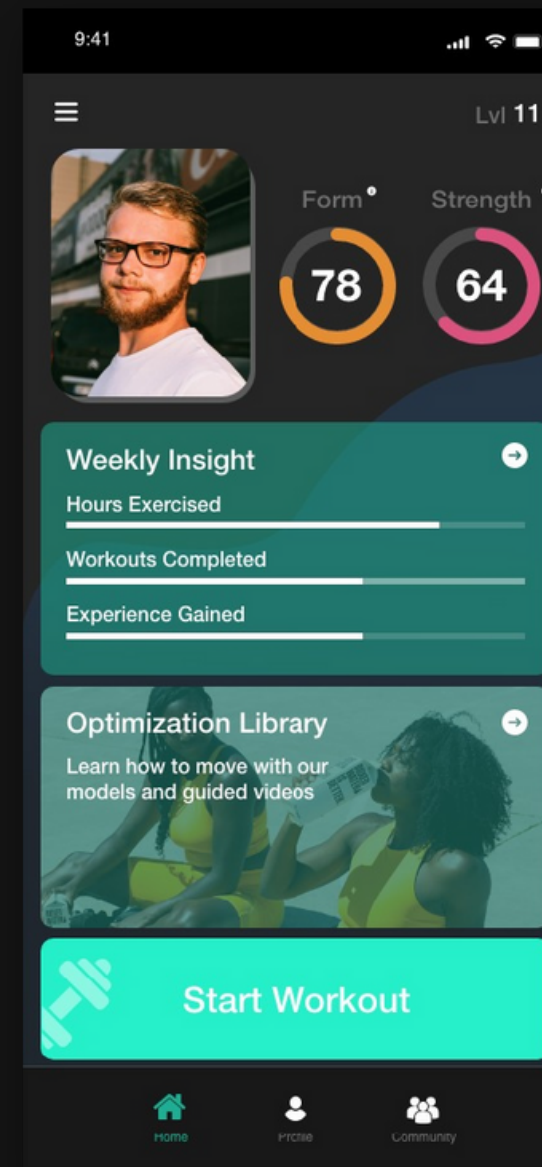 9:41
Lvl 11
Form
Strength
78
64
Weekly Insight
Hours Exercised
Workouts Completed
Experience Gained
Optimization Library
Learn how to move with our
models and guided videos
Start Workout
Home
Profile
Community